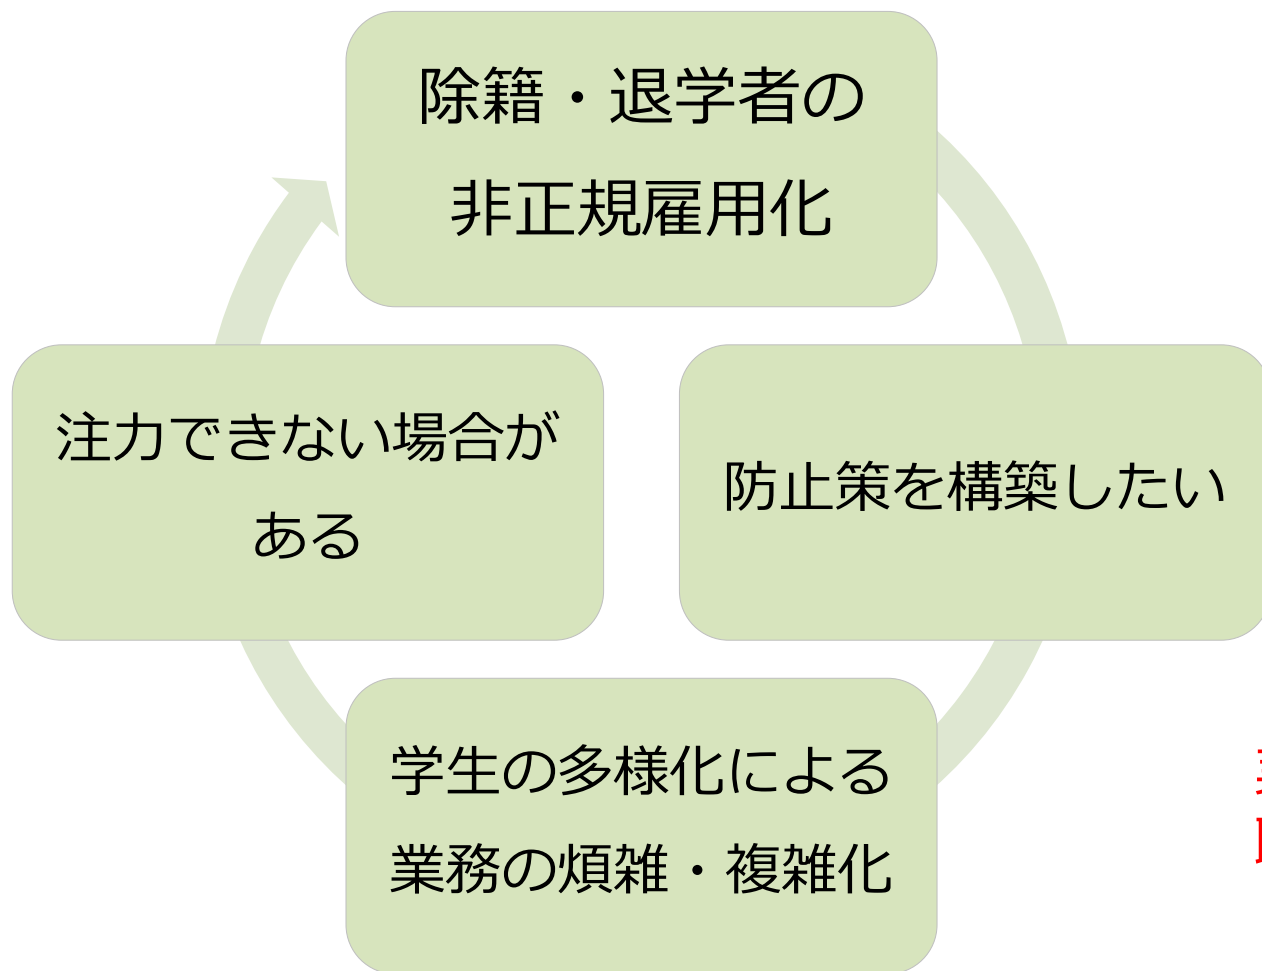 除籍・退学者の
非正規雇用化
防止策を構築したい
学生の多様化による
業務の煩雑・複雑化
注力できない場合が
ある